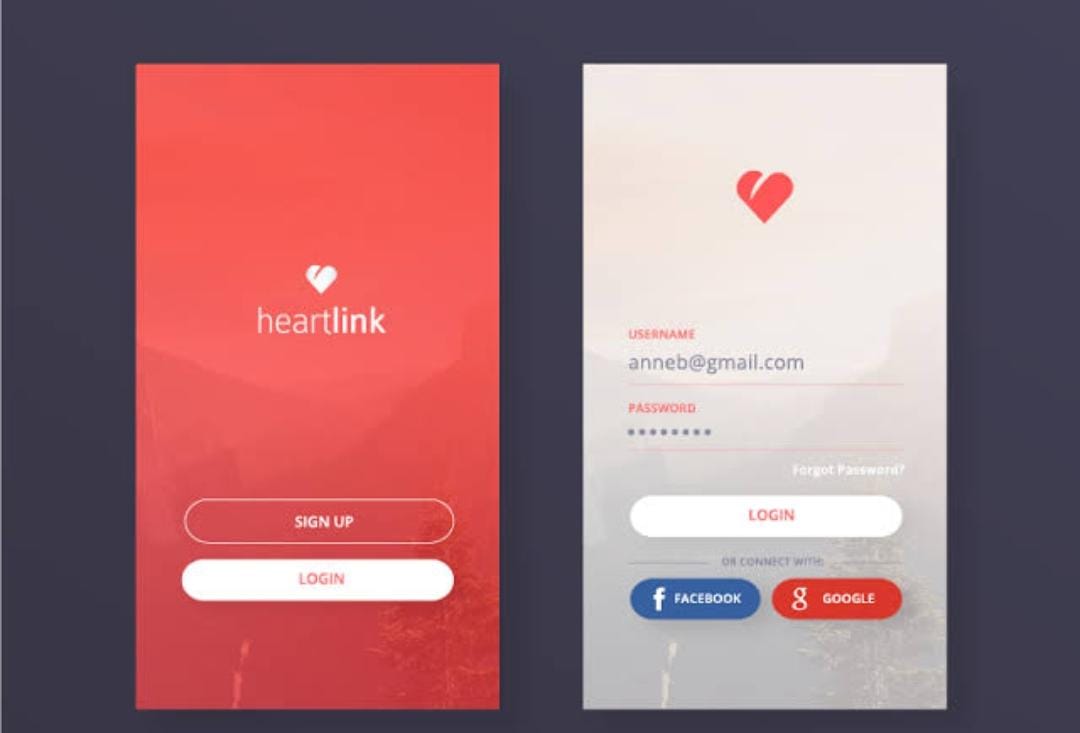 heartlink
SIGN UP
LOGIN
USERNAME
anneb@gmail.com
PASSWORD
Forgot Password?
LOGIN
OR CONNECT WITH:
f FACEBOOK
g GOOGLE